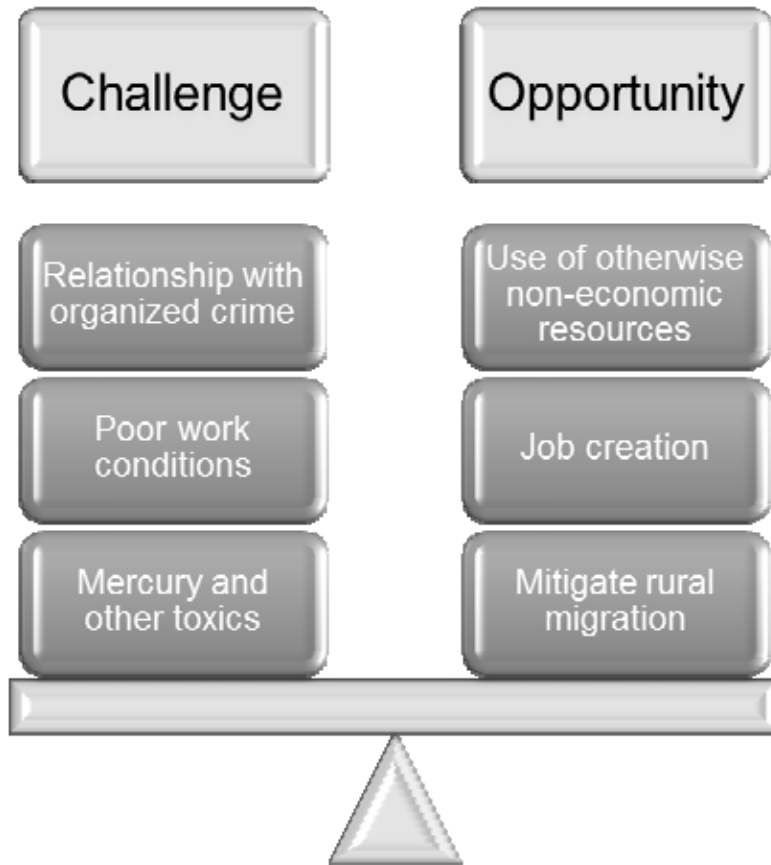 Challenge
Opportunity
Relationship with
organized crime
Use of otherwise
non-economic
resources
Poor work
conditions
Job creation
Mercury and
other toxics
Mitigate rural
migration